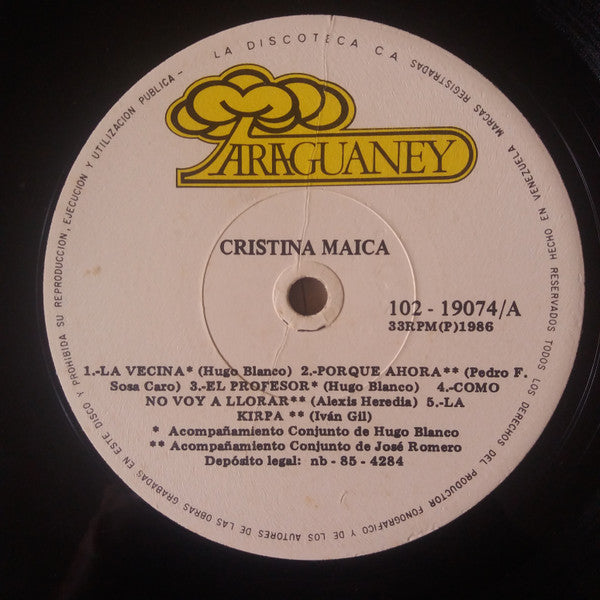 LA DISCOTECA C A MARCAS REGISTRADAS
HECHO EN VENEZUELA
RESERVADOS TODOS LOS DERECHOS DEL PRODUCTOR FONOGRAFICO Y DE LOS AUTORES DE LAS OBRAS GRABADAS EN ESTE DISCO Y PROHIBIDA SU REPRODUCCION, EJECUCION Y UTILIZACION PUBLICA -
ARAGUANEY
CRISTINA MAICA
102 - 19074/A
33RPM(P)1986
1.-LA VECINA* (Hugo Blanco) 2.-PORQUE AHORA** (Pedro F.
Sosa Caro) 3.-EL PROFESOR* (Hugo Blanco) 4.-COMO
NO VOY A LLORAR** (Alexis Heredia) 5.-LA
KIRPA ** (Iván Gil)
* Acompañamiento Conjunto de Hugo Blanco
** Acompañamiento Conjunto de José Romero
Depósito legal: nb - 85 - 4284